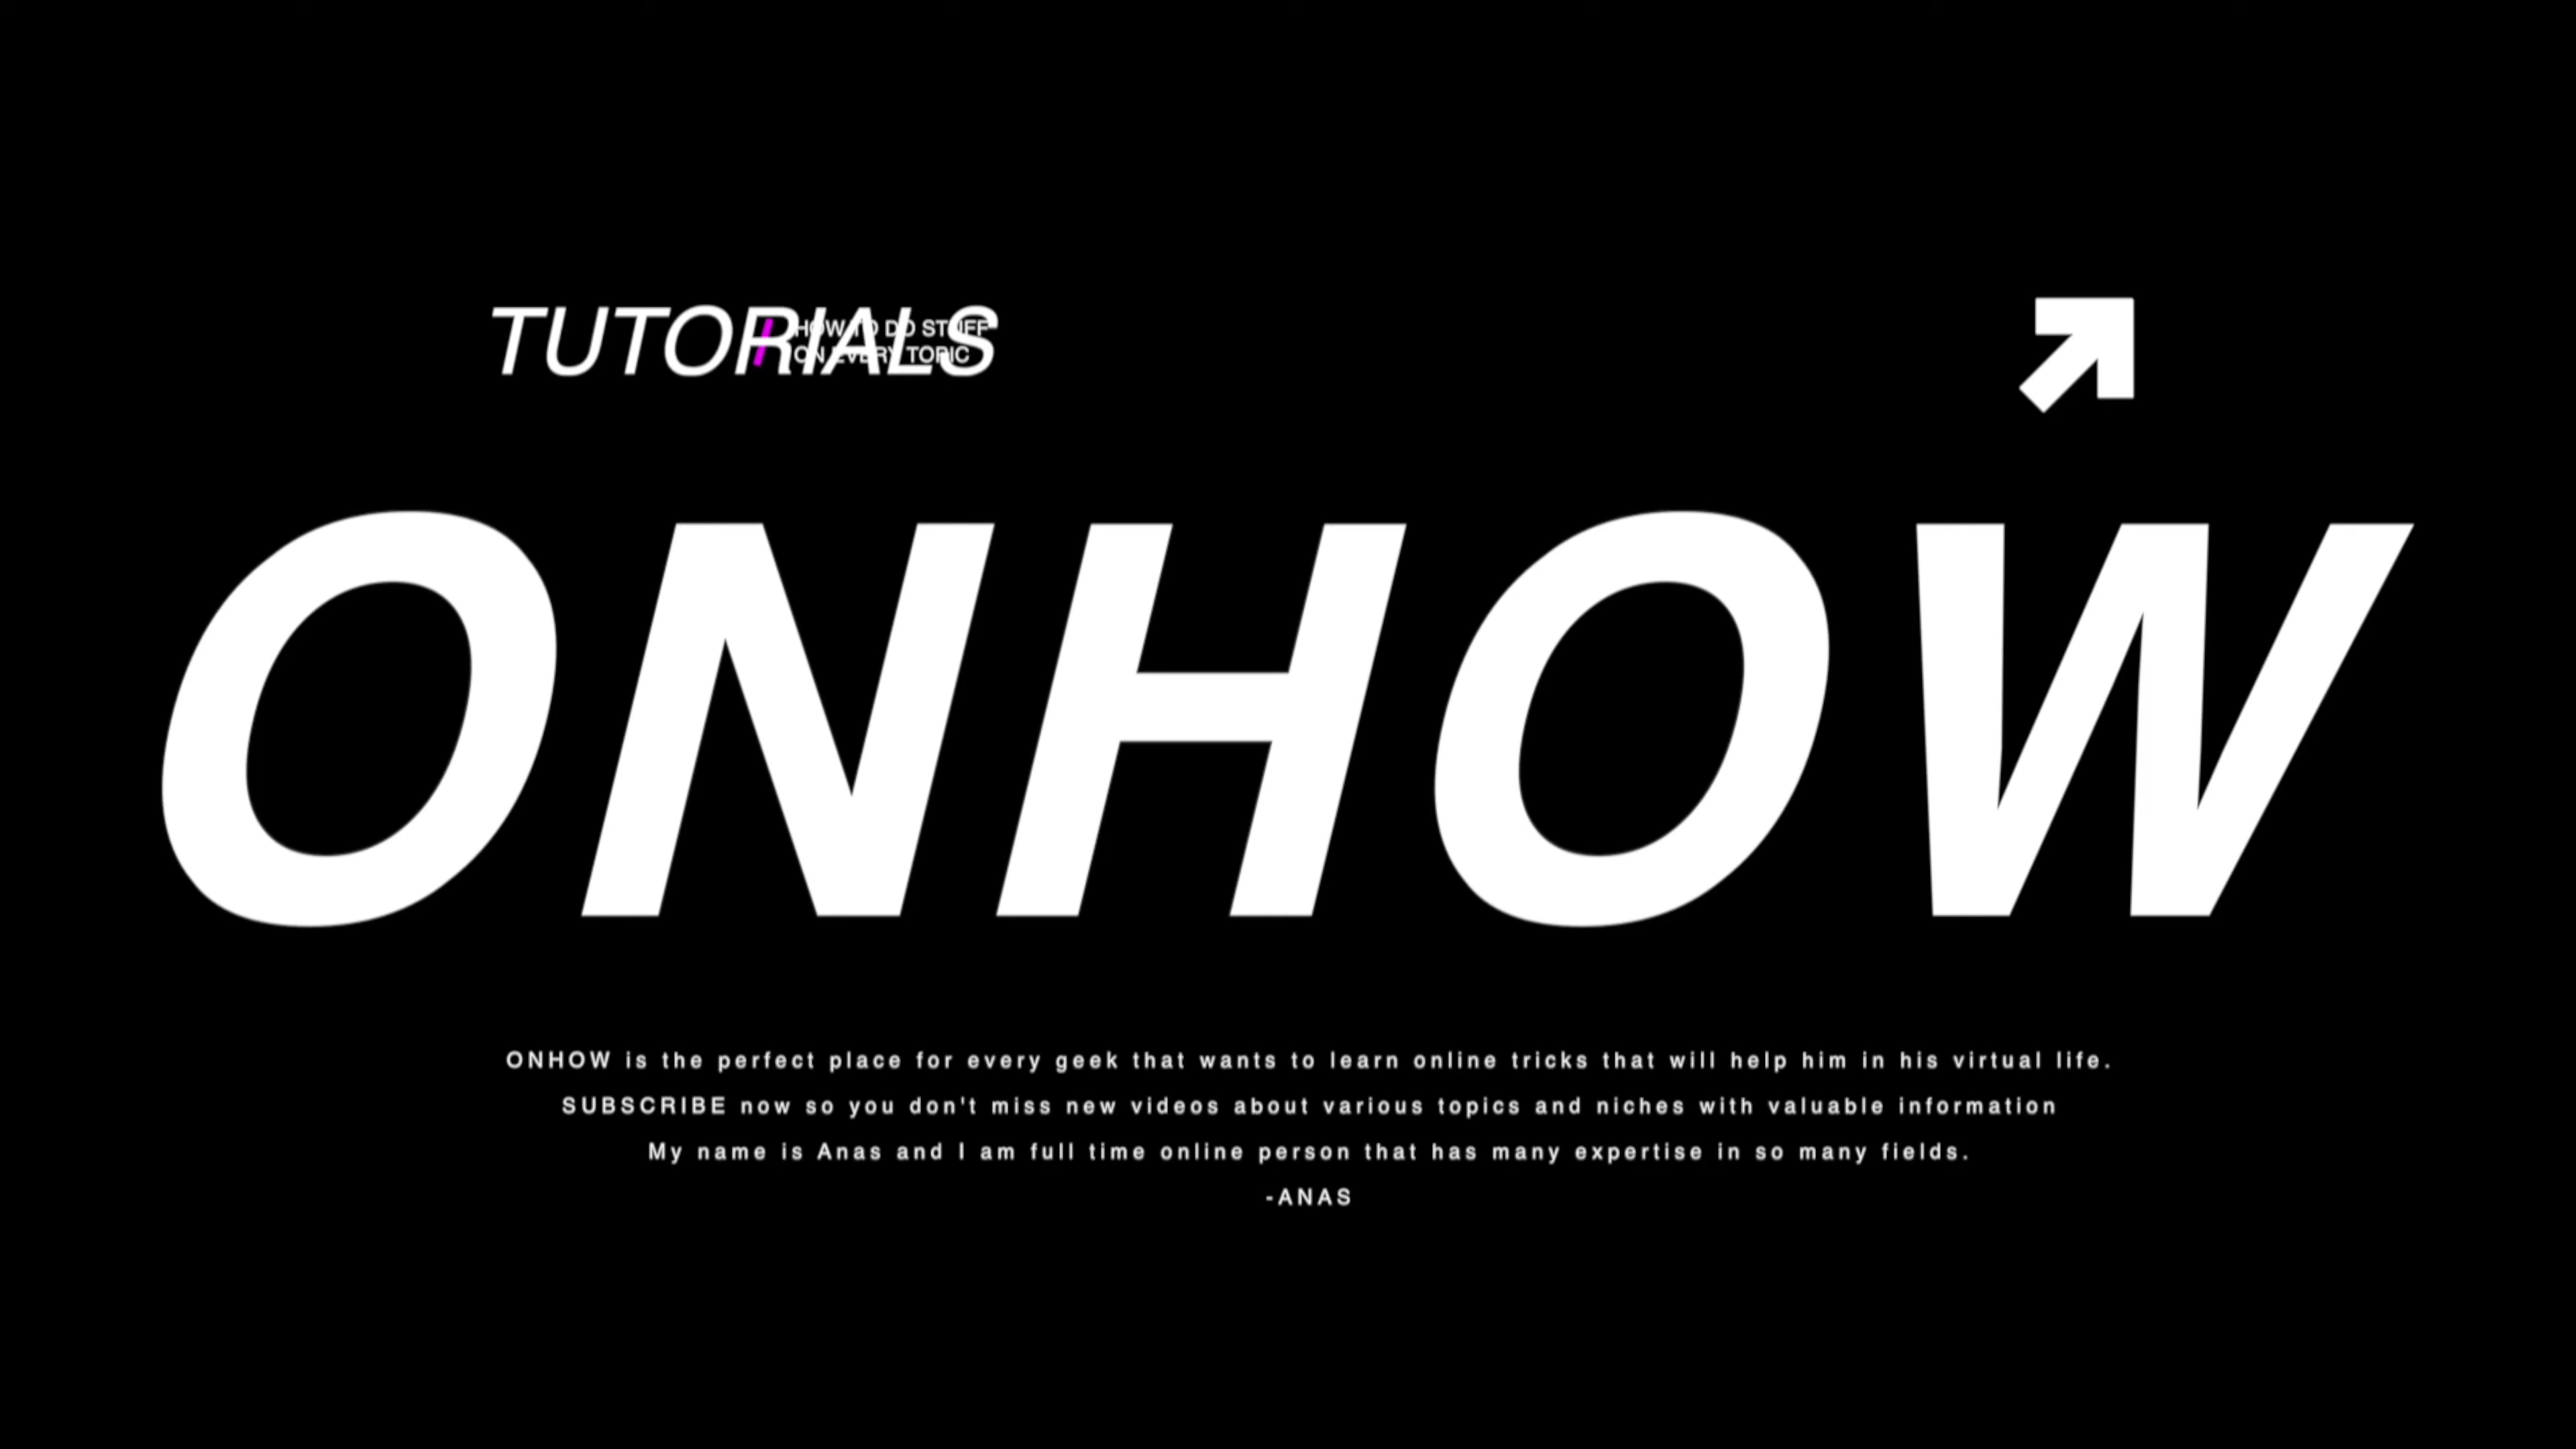 TUTORIALS
HOW TO DO STUFF
ON EVERY TOPIC
ONHOW
ONHOW is the perfect place for every geek that wants to learn online tricks that will help him in his virtual life.
SUBSCRIBE now so you don't miss new videos about various topics and niches with valuable information
My name is Anas and I am full time online person that has many expertise in so many fields.
-ANAS